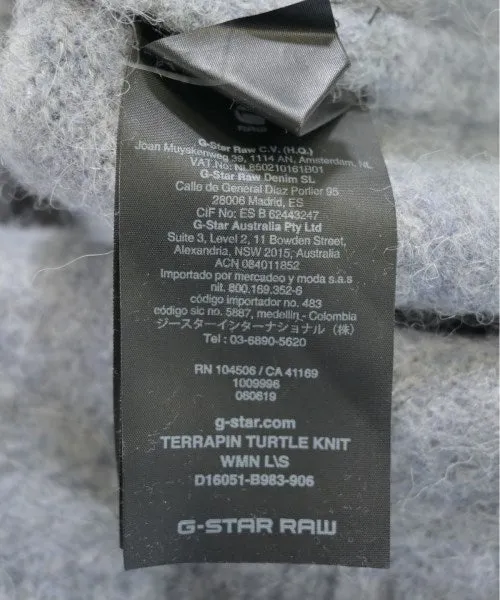 RAW
G-Star Raw C.V. (H.Q.)
Joan Muyskenweg 39, 1114 AN, Amsterdam, NL
VAT.No: NL850210161B01
G-Star Raw Denim SL
Calle de General Diaz Porlier 95
28006 Madrid, ES
CIF No: ES B 62443247
G-Star Australia Pty Ltd
Suite 3, Level 2, 11 Bowden Street,
Alexandria, NSW 2015, Australia
ACN 084011852
Importado por mercadeo y moda s.a.s
nit. 800.169.352-6
código importador no. 483
código sic no. 5887, medellin - Colombia
ジースターインターナショナル（株）
Tel : 03-6890-5620
RN 104506 / CA 41169
1009996
060619
g-star.com
TERRAPIN TURTLE KNIT
WMN L\S
D16051-B983-906
G-STAR RAW